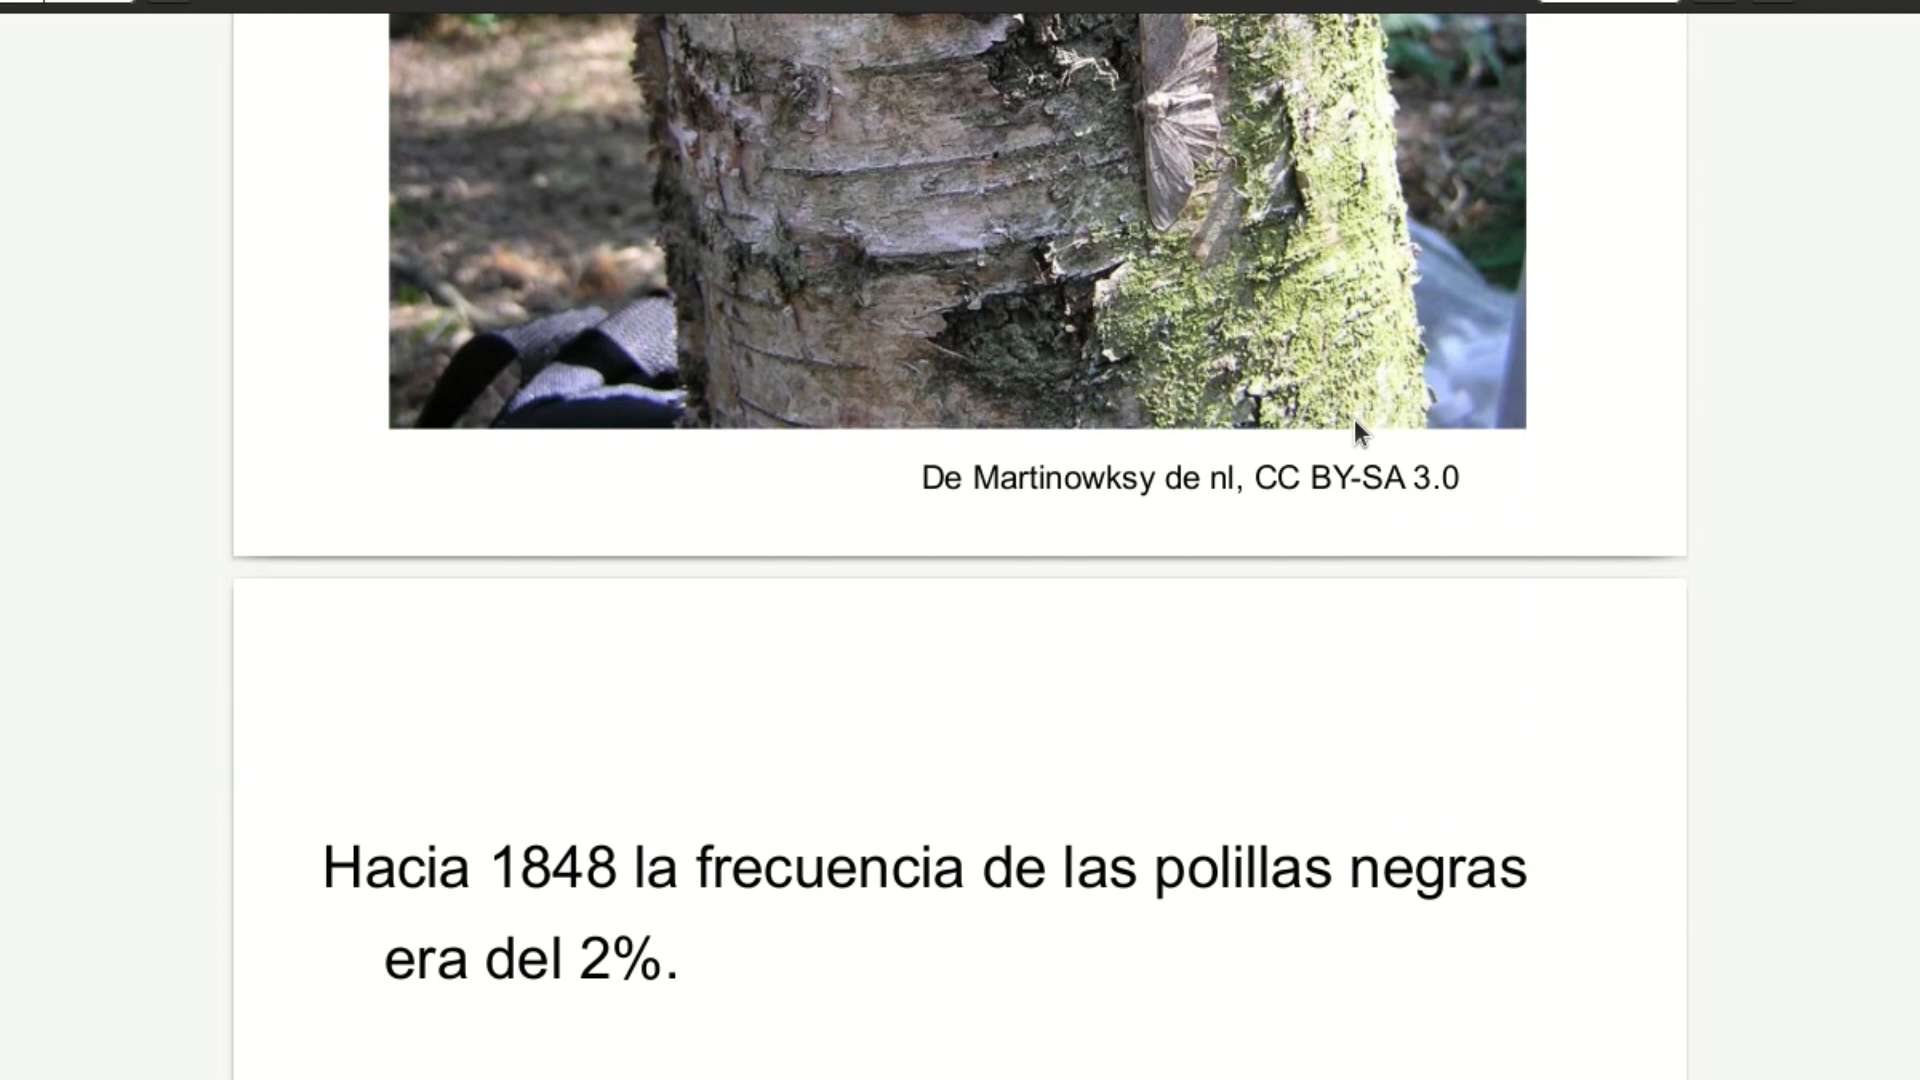 De Martinowksy de nl, CC BY-SA 3.0
Hacia 1848 la frecuencia de las polillas negras
era del 2%.